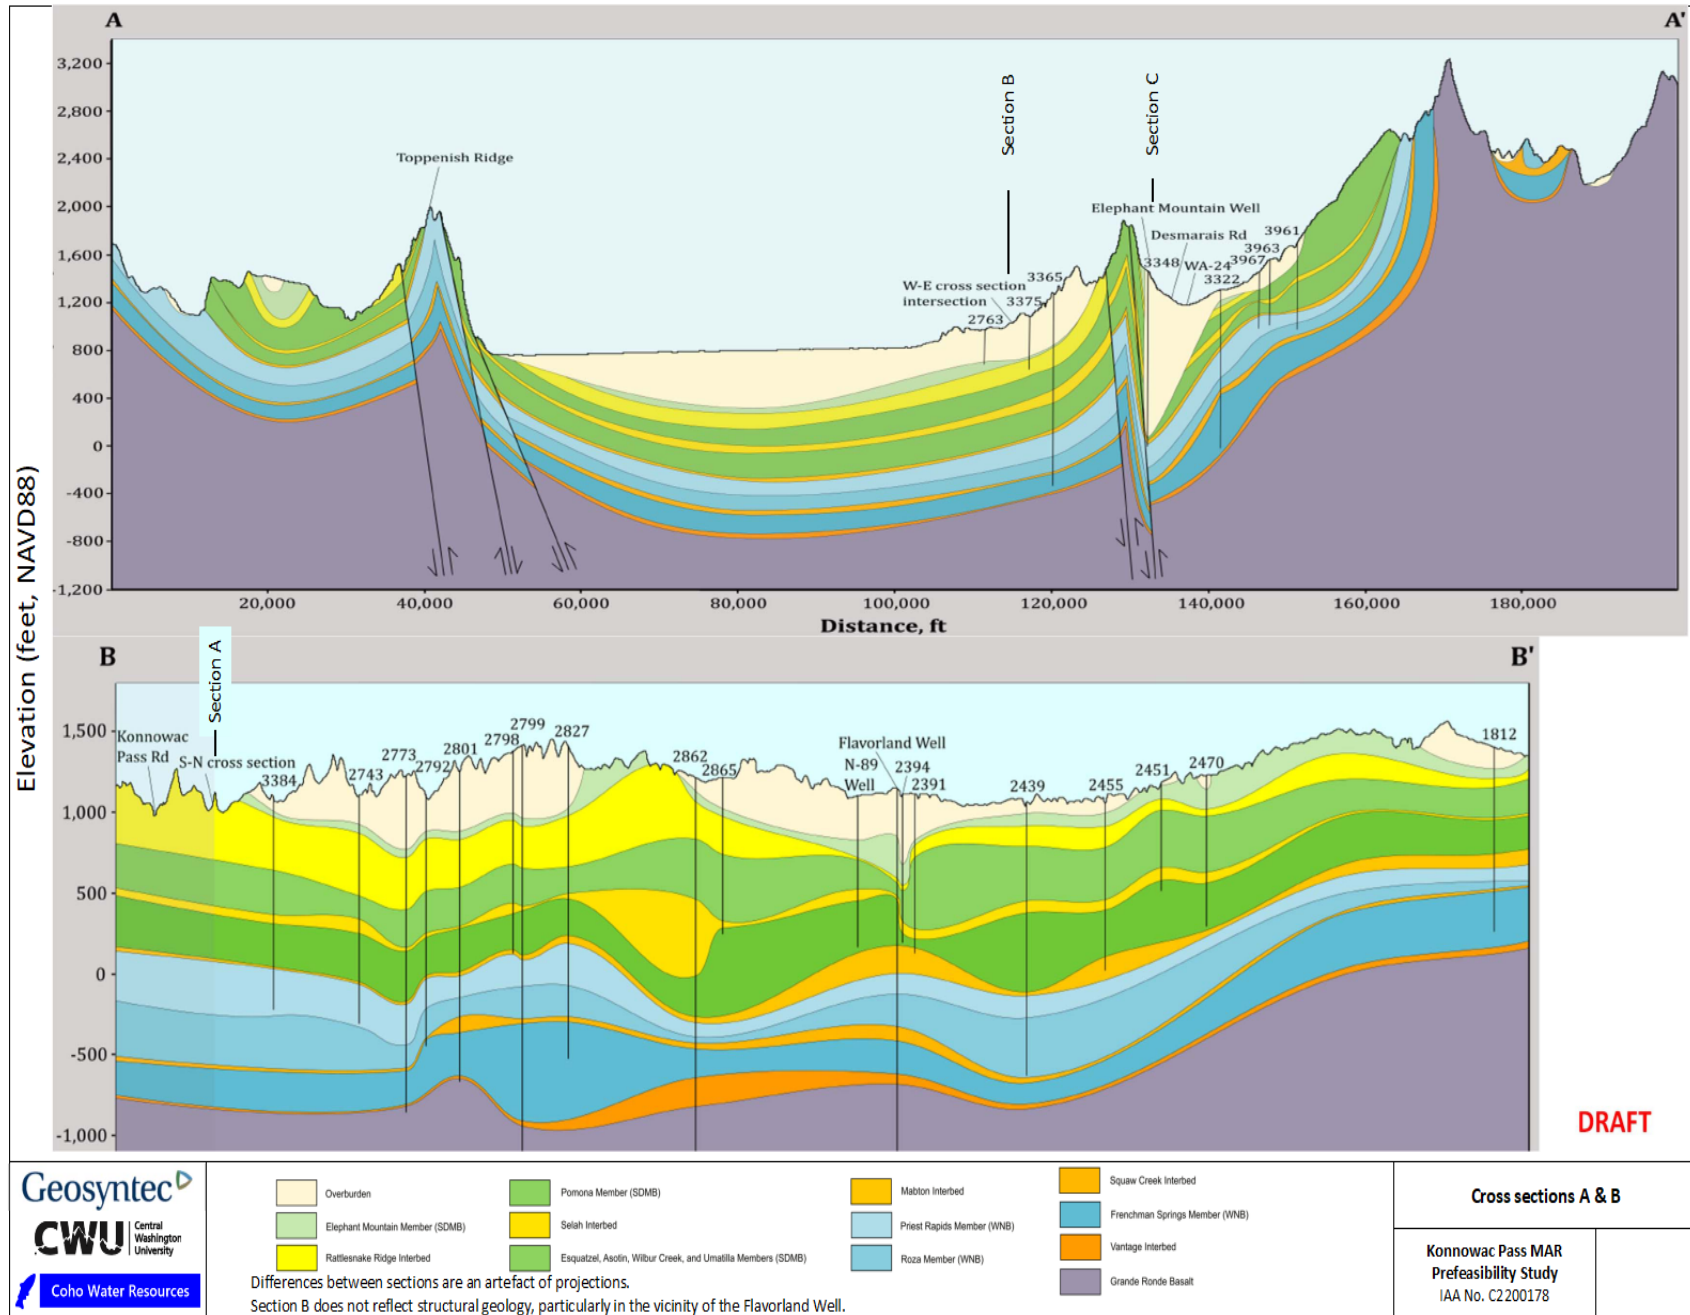 A
A'
3,200
2,800
2,400
2,000
1,600
1,200
800
400
0
-400
-800
-1,200
Toppenish Ridge
Section B
Section C
Elephant Mountain Well
Desmarais Rd
3961
3963
3967
3348
WA-24
3322
3365
W-E cross section
intersection
3375
2763
20,000
40,000
60,000
80,000
100,000
120,000
140,000
160,000
180,000
Distance, ft
Elevation (feet, NAVD88)
B
B'
Section A
1,500
1,000
500
0
-500
-1,000
Konnowac
Pass Rd
S-N cross section
3384
2743
2773
2792
2801
2798
2799
2827
2862
2865
Flavorland Well
N-89
Well
2394
2391
2439
2455
2451
2470
1812
DRAFT
Geosyntec
CWU
Central
Washington
University
Coho Water Resources
Overburden
Elephant Mountain Member (SDMB)
Rattlesnake Ridge Interbed
Pomona Member (SDMB)
Selah Interbed
Esquatzel, Asotin, Wilbur Creek, and Umatilla Members (SDMB)
Mabton Interbed
Priest Rapids Member (WNB)
Roza Member (WNB)
Squaw Creek Interbed
Frenchman Springs Member (WNB)
Vantage Interbed
Grande Ronde Basalt
Differences between sections are an artefact of projections.
Section B does not reflect structural geology, particularly in the vicinity of the Flavorland Well.
Cross sections A & B
Konnowac Pass MAR
Prefeasibility Study
IAA No. C2200178